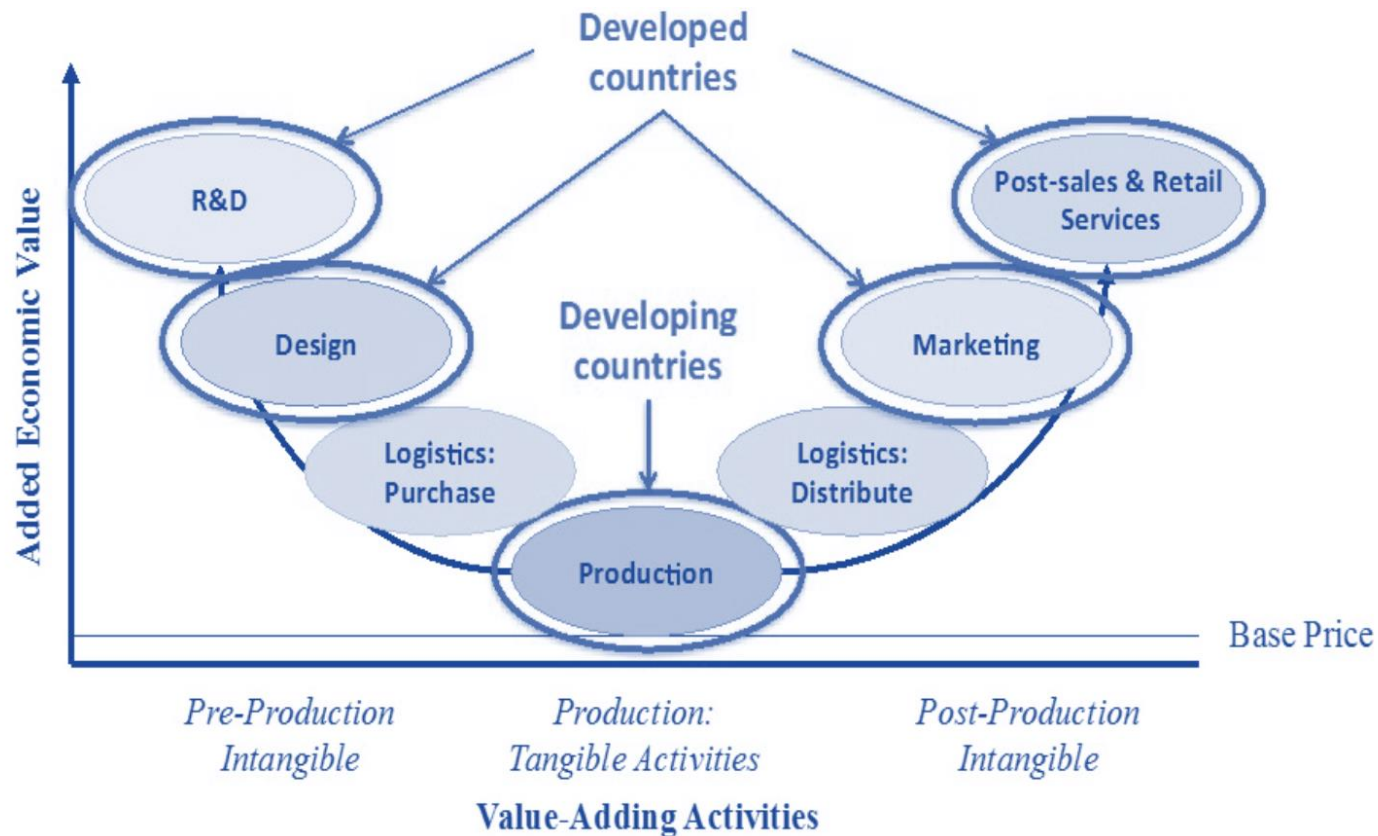 Developed
countries
R&D
Post-sales & Retail
Services
Design
Developing
countries
Marketing
Logistics:
Purchase
Logistics:
Distribute
Production
Added Economic Value
Base Price
Pre-Production
Intangible
Production:
Tangible Activities
Post-Production
Intangible
Value-Adding Activities